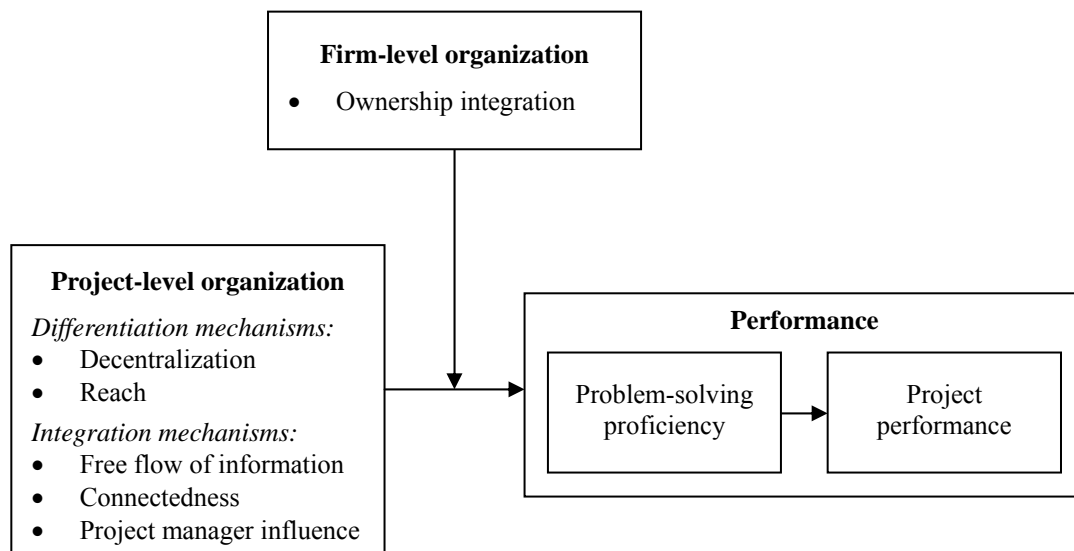 Firm-level organization
• Ownership integration
Project-level organization
Differentiation mechanisms:
• Decentralization
• Reach
Integration mechanisms:
• Free flow of information
• Connectedness
• Project manager influence
Performance
Problem-solving
proficiency
Project
performance